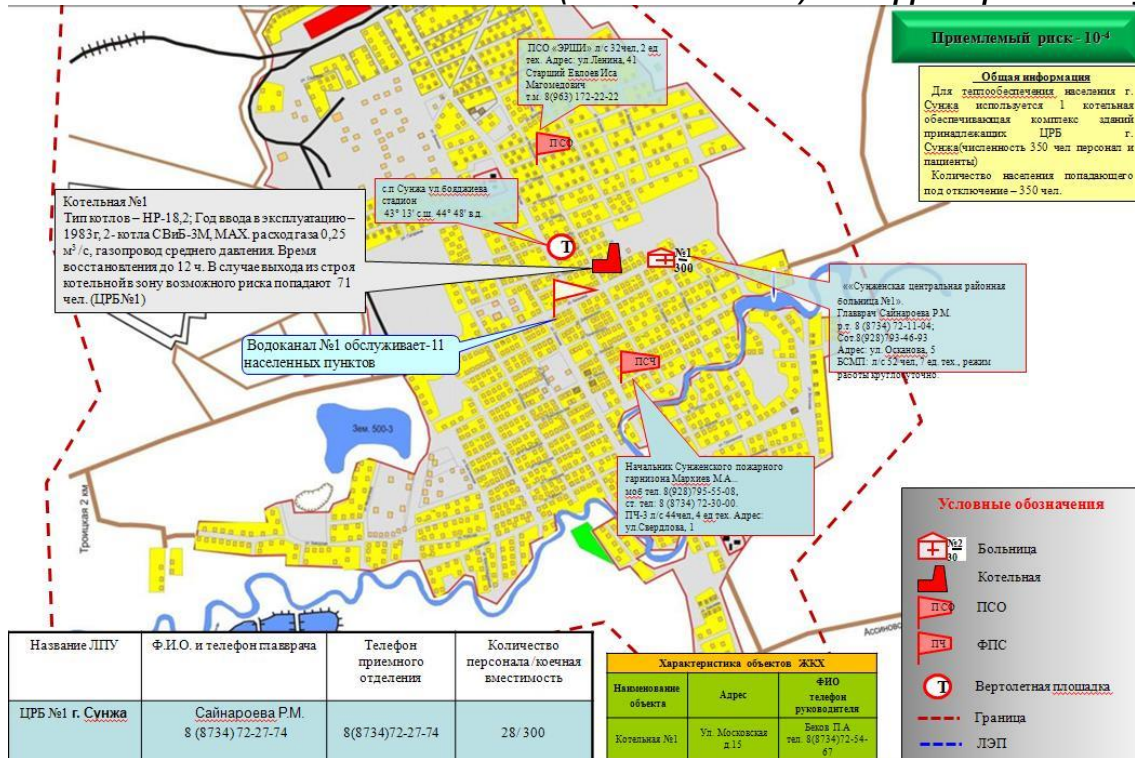 Приемлемый риск - 10⁻⁴
Общая информация
Для теплообеспечения населения г.
Сунжа используется 1 котельная
обеспечивающая комплекс зданий
принадлежащих ЦРБ г.
Сунжа(численность 350 чел персонал и
пациенты)
Количество населения попадающего
под отключение – 350 чел.
ПСО «ЭРШИ» л/с 32чел, 2 ед
тех. Адрес: ул.Ленина, 41
Старший Евлоев Иса
Магомедович
т.м. 8(963) 172-22-22
ПСО
с.п Сунжа ул.бояджиева
стадион
43° 13' с.ш. 44° 48' в.д.
Котельная №1
Тип котлов – НР-18,2; Год ввода в эксплуатацию –
1983г, 2- котла СВиБ-3М, МАХ. расход газа 0,25
м³/с, газопровод среднего давления. Время
восстановления до 12 ч. В случае выхода из строя
котельной в зону возможного риска попадают 71
чел. (ЦРБ№1)
Т
№1
300
««Сунженская центральная районная
больница №1».
Главврач Сайнароева Р.М.
р.т. 8 (8734) 72-11-04;
Сот.8(928)793-46-93
Адрес: ул. Осканова, 5
БСМП: л/с 52 чел, 7 ед. тех., режим
работы круглосуточно.
Водоканал №1 обслуживает-11
населенных пунктов
ПСЧ
Зем. 500-3
Начальник Сунженского пожарного
гарнизона Мархиев М.А..
моб тел. 8(928)795-55-08,
ст. тел: 8 (8734) 72-30-00.
ПЧ-3 л/с 44чел, 4 ед тех. Адрес:
ул.Свердлова, 1
Троицкая 2 км
Ассинов
Условные обозначения
№2
30
Больница
Котельная
ПСО
ПСО
ПЧ
ФПС
Т
Вертолетная площадка
Граница
ЛЭП
Название ЛПУ
Ф.И.О. и телефон главврача
Телефон
приемного
отделения
Количество
персонала/коечная
вместимость
ЦРБ №1 г. Сунжа
Сайнароева Р.М.
8 (8734) 72-27-74
8(8734)72-27-74
28/ 300
Характеристика объектов ЖКХ
Наименование
объекта
Адрес
ФИО
телефон
руководителя
Котельная №1
Ул. Московская
д.15
Беков П.А
тел. 8(8734)72-54-
67